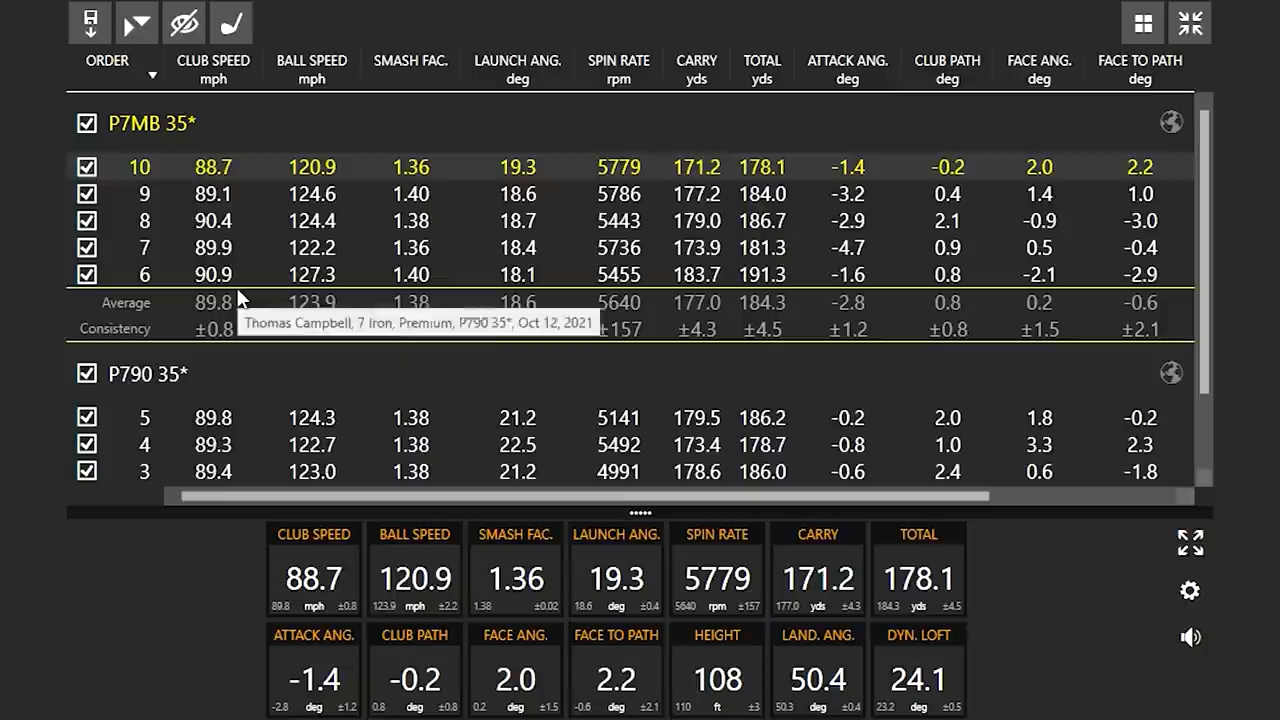 ORDER CLUB SPEED BALL SPEED SMASH FAC. LAUNCH ANG. SPIN RATE CARRY TOTAL ATTACK ANG. CLUB PATH FACE ANG. FACE TO PATH
mph mph deg rpm yds yds deg deg deg deg
P7MB 35*
10 88.7 120.9 1.36 19.3 5779 171.2 178.1 -1.4 -0.2 2.0 2.2
9 89.1 124.6 1.40 18.6 5786 177.2 184.0 -3.2 0.4 1.4 1.0
8 90.4 124.4 1.38 18.7 5443 179.0 186.7 -2.9 2.1 -0.9 -3.0
7 89.9 122.2 1.36 18.4 5736 173.9 181.3 -4.7 0.9 0.5 -0.4
6 90.9 127.3 1.40 18.1 5455 183.7 191.3 -1.6 0.8 -2.1 -2.9
Average 89.8 123.9 1.38 18.6 5640 177.0 184.3 -2.8 0.8 0.2 -0.6
Thomas Campbell, 7 Iron, Premium, P790 35*, Oct 12, 2021
Consistency ±0.8 ±157 ±4.3 ±4.5 ±1.2 ±0.8 ±1.5 ±2.1
P790 35*
5 89.8 124.3 1.38 21.2 5141 179.5 186.2 -0.2 2.0 1.8 -0.2
4 89.3 122.7 1.38 22.5 5492 173.4 178.7 -0.8 1.0 3.3 2.3
3 89.4 123.0 1.38 21.2 4991 178.6 186.0 -0.6 2.4 0.6 -1.8
CLUB SPEED BALL SPEED SMASH FAC. LAUNCH ANG. SPIN RATE CARRY TOTAL
88.7 120.9 1.36 19.3 5779 171.2 178.1
89.8 mph ±0.8 123.9 mph ±2.2 1.38 ±0.02 18.6 deg ±0.4 5640 rpm ±157 177.0 yds ±4.3 184.3 yds ±4.5
ATTACK ANG. CLUB PATH FACE ANG. FACE TO PATH HEIGHT LAND. ANG. DYN. LOFT
-1.4 -0.2 2.0 2.2 108 50.4 24.1
-2.8 deg ±1.2 0.8 deg ±0.8 0.2 deg ±1.5 -0.6 deg ±2.1 110 ft ±3 50.3 deg ±0.4 23.2 deg ±0.5